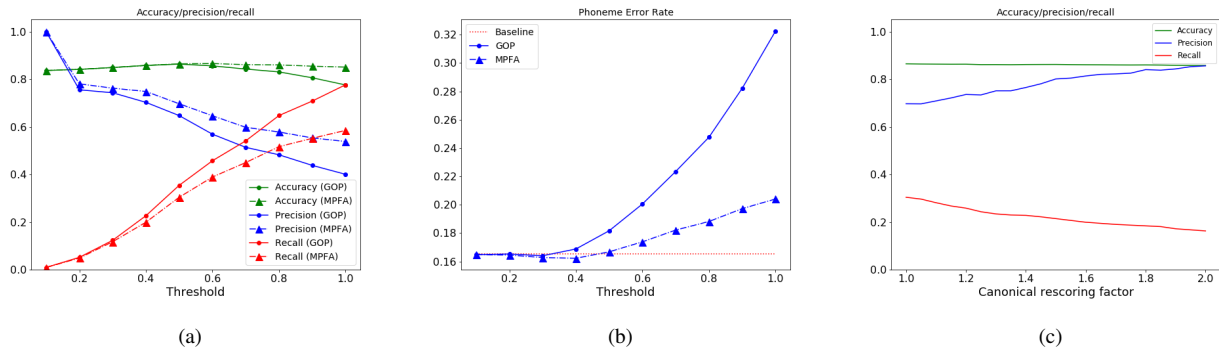 Accuracy/precision/recall
1.0
0.8
0.6
0.4
0.2
0.0
0.2 0.4 0.6 0.8 1.0
Threshold
Accuracy (GOP)
Accuracy (MPFA)
Precision (GOP)
Precision (MPFA)
Recall (GOP)
Recall (MPFA)
(a)
Phoneme Error Rate
0.32
0.30
0.28
0.26
0.24
0.22
0.20
0.18
0.16
0.2 0.4 0.6 0.8 1.0
Threshold
Baseline
GOP
MPFA
(b)
Accuracy/precision/recall
1.0
0.8
0.6
0.4
0.2
0.0
1.0 1.2 1.4 1.6 1.8 2.0
Canonical rescoring factor
Accuracy
Precision
Recall
(c)